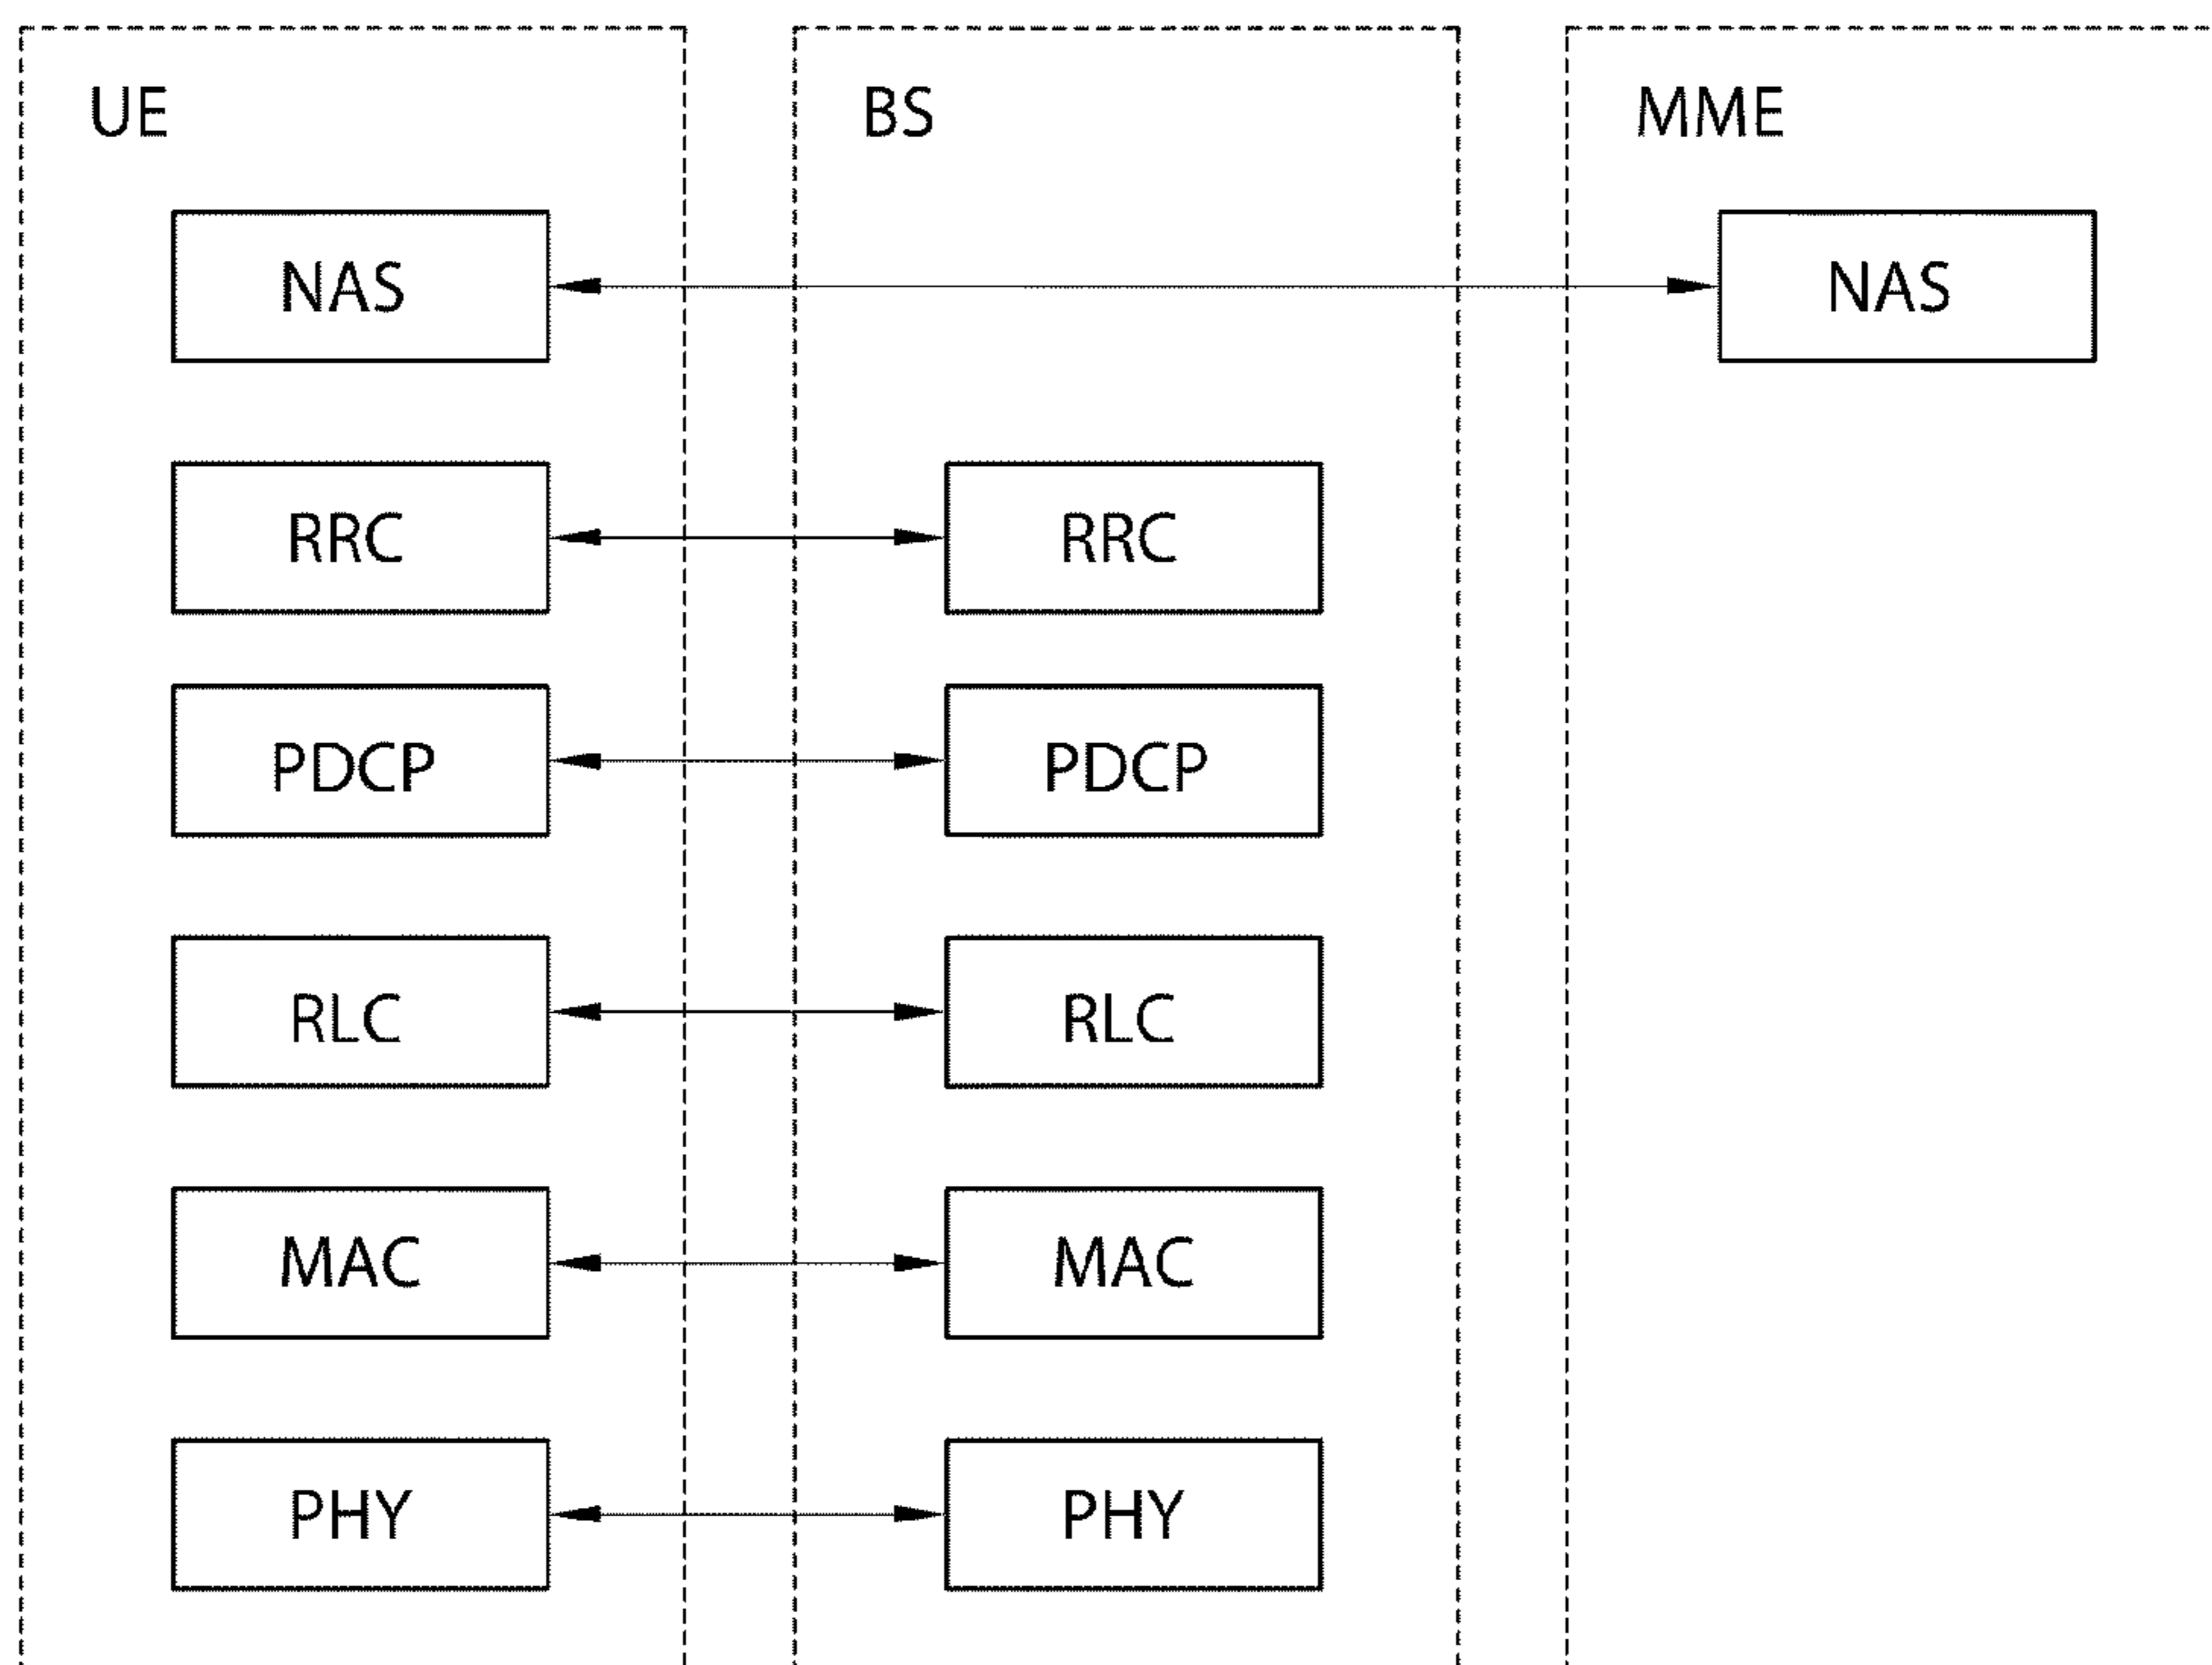 UE BS MME
NAS NAS
RRC RRC
PDCP PDCP
RLC RLC
MAC MAC
PHY PHY